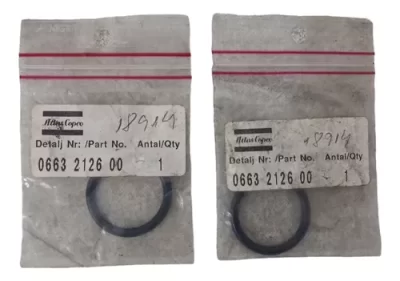 Atlas Copco
18914
Detalj Nr: /Part No. Antal/Qty
0663 2126 00 - 1
Atlas Copco
18914
Detalj Nr: /Part No. Antal/Qty
0663 2126 00 - 1